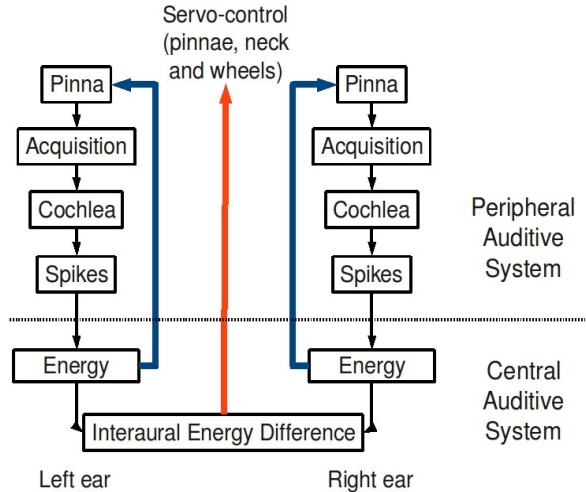 Servo-control
(pinnae, neck
and wheels)
Pinna
Pinna
Acquisition
Acquisition
Cochlea
Cochlea
Spikes
Spikes
Peripheral
Auditive
System
Energy
Energy
Central
Auditive
System
Interaural Energy Difference
Left ear
Right ear